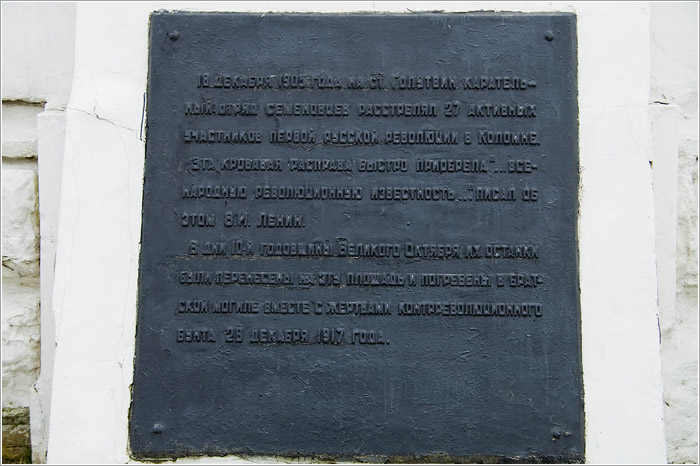 18 декабря 1905 года на ст. Голутвин каратель-
ный отряд семеновцев расстрелял 27 активных
участников первой русской революции в Коломне.
Эта кровавая расправа быстро приобрела "...все-
народную революционную известность..." писал об
этом В.И. Ленин.
В дни 10-й годовщины Великого Октября их останки
были перенесены на эту площадь и погребены в брат-
ской могиле вместе с жертвами контрреволюционного
бунта 28 декабря 1917 года.